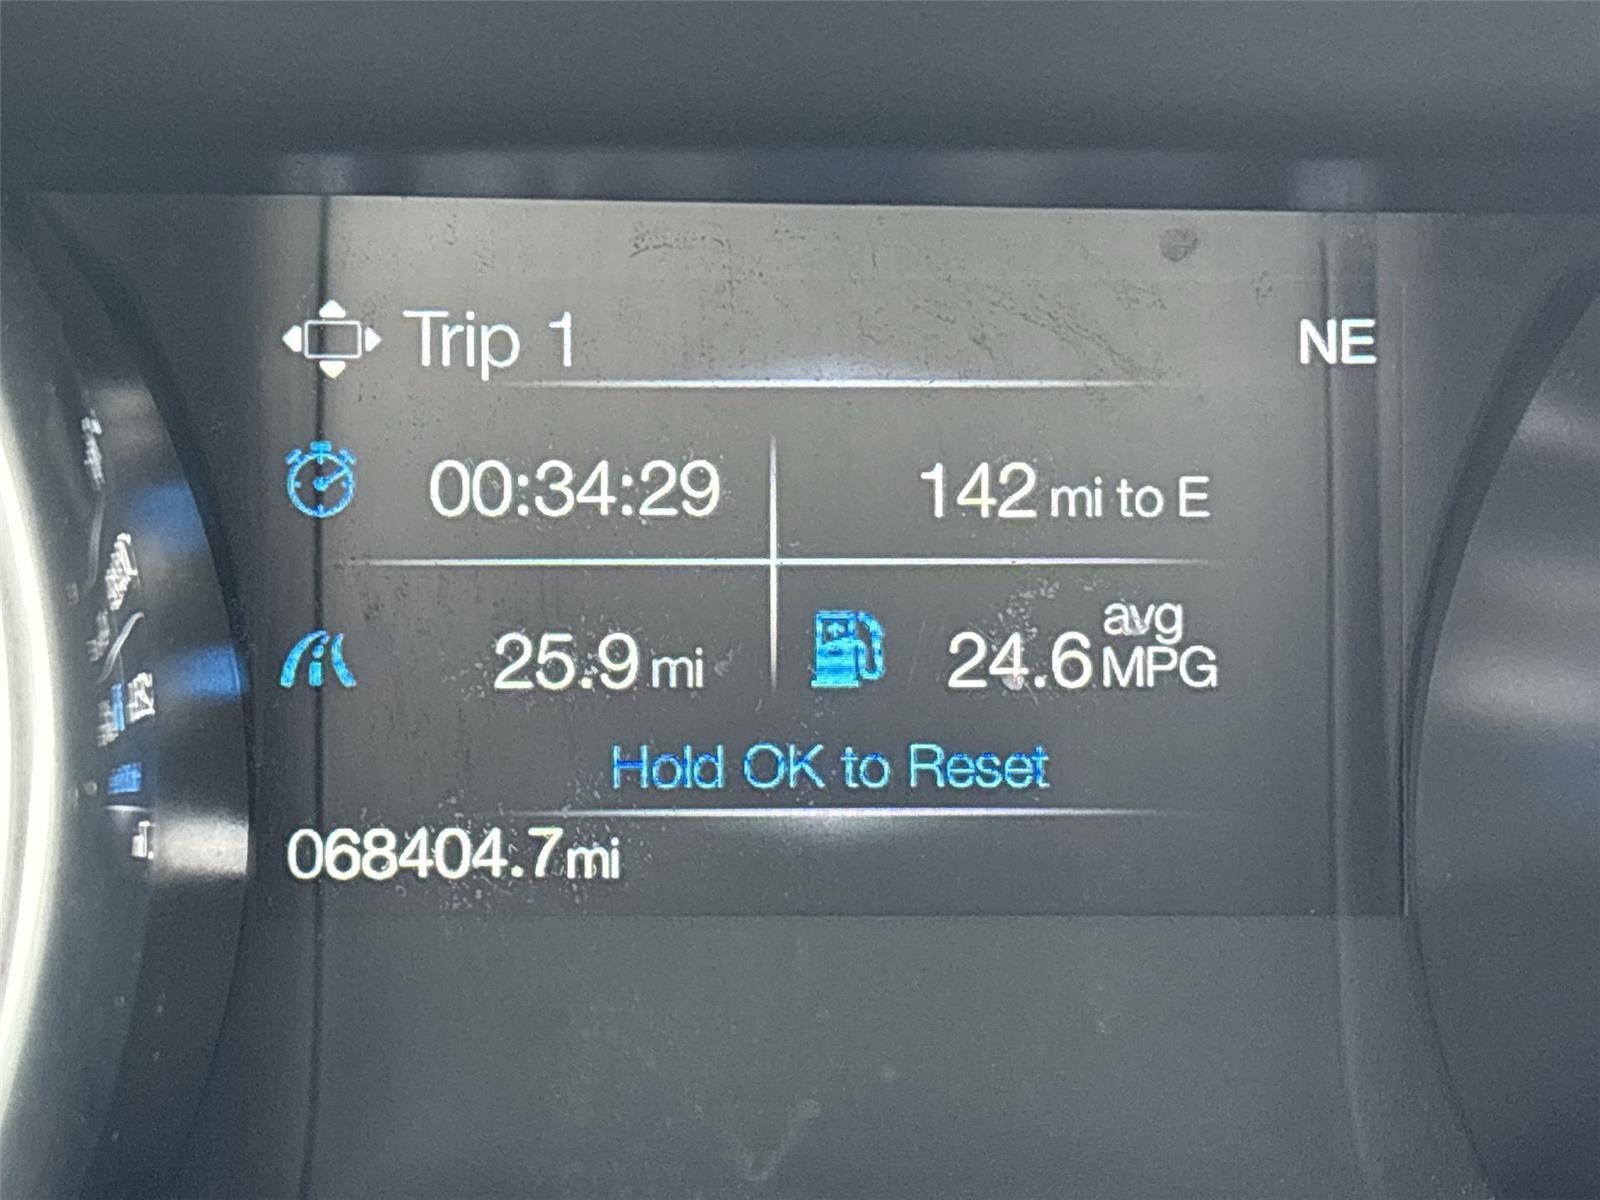 Trip 1 NE
00:34:29 142 mi to E
25.9 mi 24.6 avg MPG
Hold OK to Reset
068404.7mi